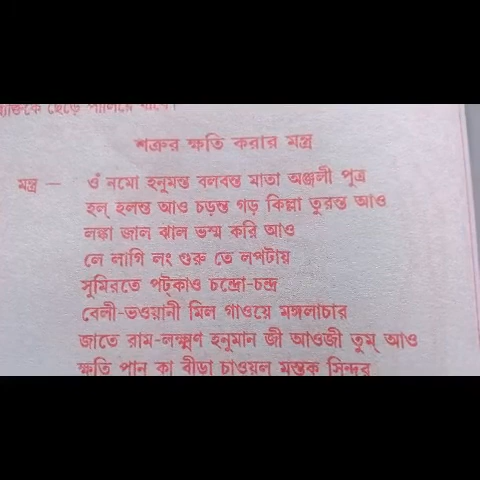 শত্রুর ক্ষতি করার মন্ত্র
মন্ত্র — ওঁ নমো হনুমন্ত বলবন্ত মাতা অঞ্জনী পুত্র
হল্ হলন্ত আও চড়ন্ত গড় কিল্লা তুরন্ত আও
লঙ্কা জাল ঝাল ভস্ম করি আও
লে লাগি লং গুরু তে লপটায়
সুমিরতে পট্‌কাও চন্দ্রো-চন্দ্র
বেলী-ভওয়ানী মিল গাওয়ে মঙ্গলাচার
জাতে রাম-লক্ষ্মণ হনুমান জী আওজী তুম্ আও
ক্ষতি পান কা বীড়া চাওয়ল মস্তক সিন্দুর